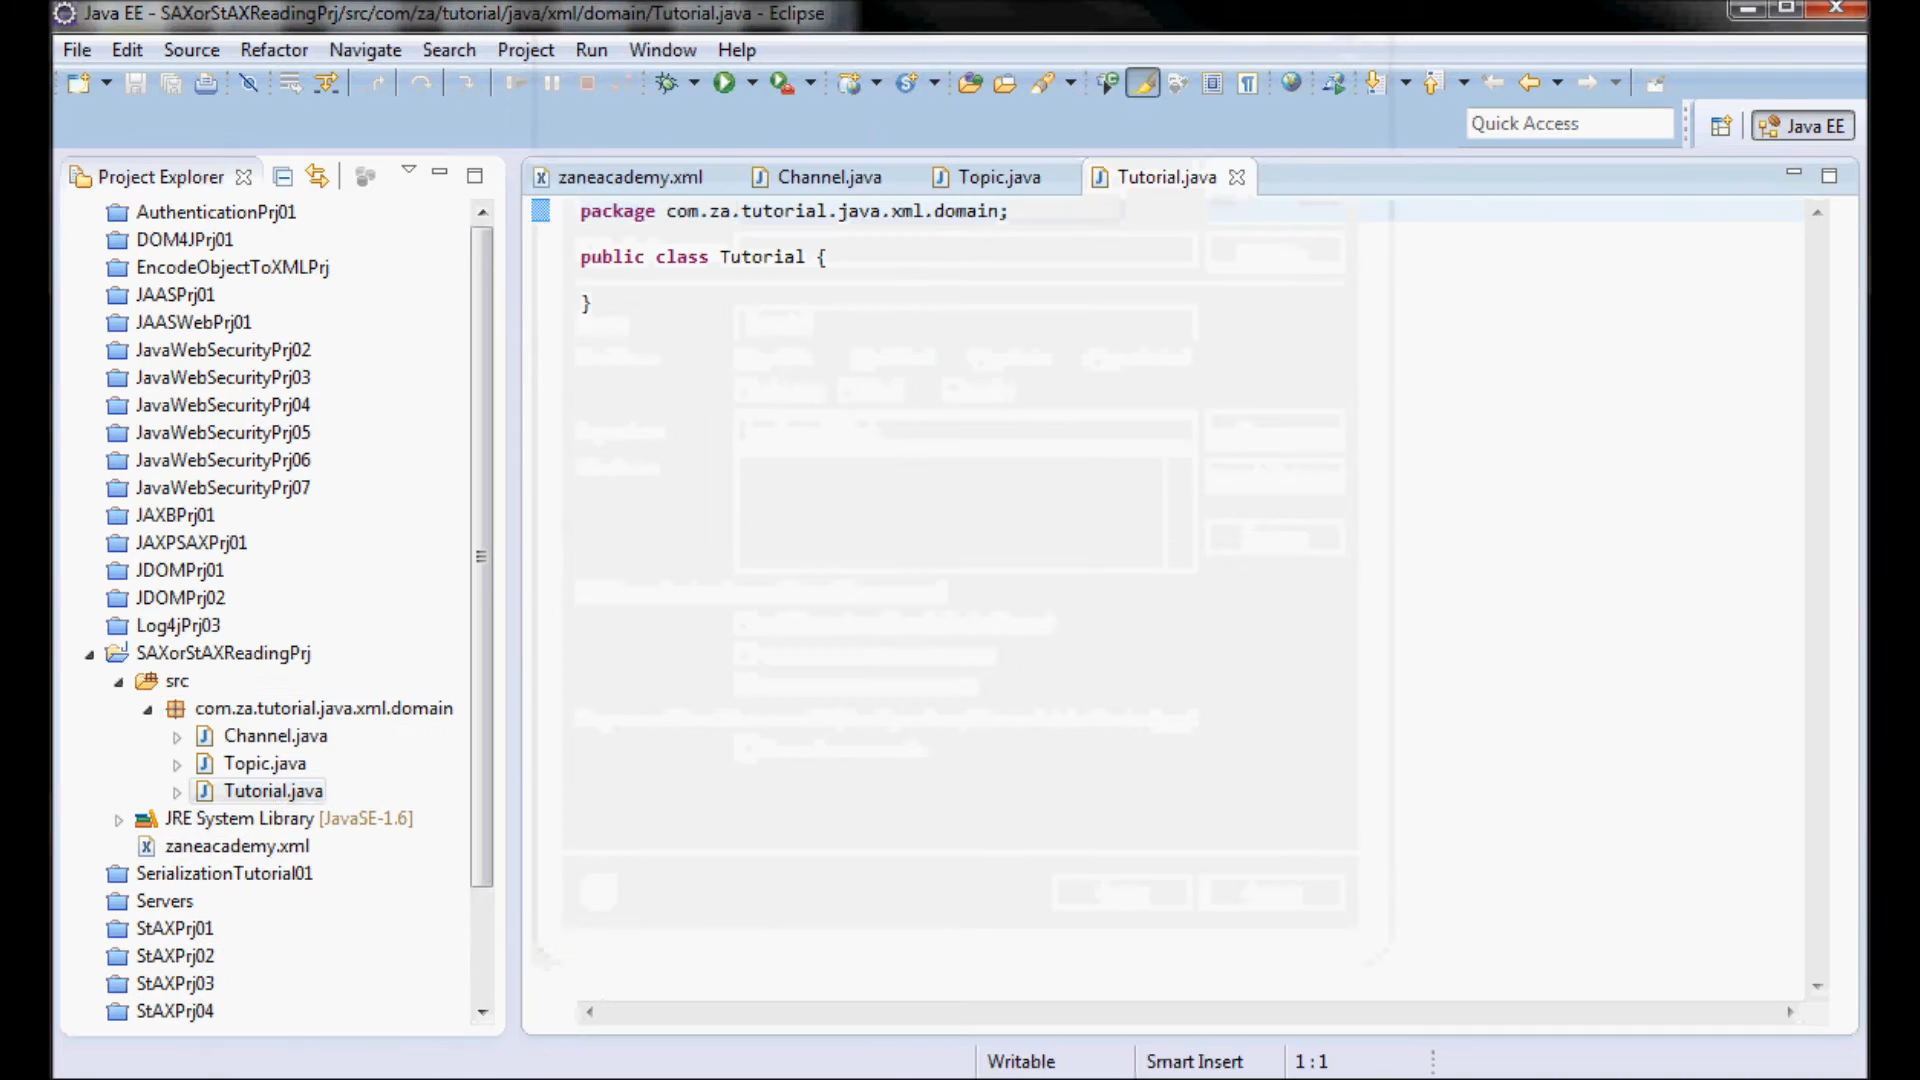 Java EE - SAXorStAXReadingPrj/src/com/za/tutorial/java/xml/domain/Tutorial.java - Eclipse
File Edit Source Refactor Navigate Search Project Run Window Help
Quick Access
Java EE
Project Explorer
AuthenticationPrj01
DOM4JPrj01
EncodeObjectToXMLPrj
JAASPrj01
JAASWebPrj01
JavaWebSecurityPrj02
JavaWebSecurityPrj03
JavaWebSecurityPrj04
JavaWebSecurityPrj05
JavaWebSecurityPrj06
JavaWebSecurityPrj07
JAXBPrj01
JAXPSAXPrj01
JDOMPrj01
JDOMPrj02
Log4jPrj03
SAXorStAXReadingPrj
src
com.za.tutorial.java.xml.domain
Channel.java
Topic.java
Tutorial.java
JRE System Library [JavaSE-1.6]
zaneacademy.xml
SerializationTutorial01
Servers
StAXPrj01
StAXPrj02
StAXPrj03
StAXPrj04
zaneacademy.xml Channel.java Topic.java Tutorial.java
package com.za.tutorial.java.xml.domain;
public class Tutorial {
}
Writable Smart Insert 1 : 1